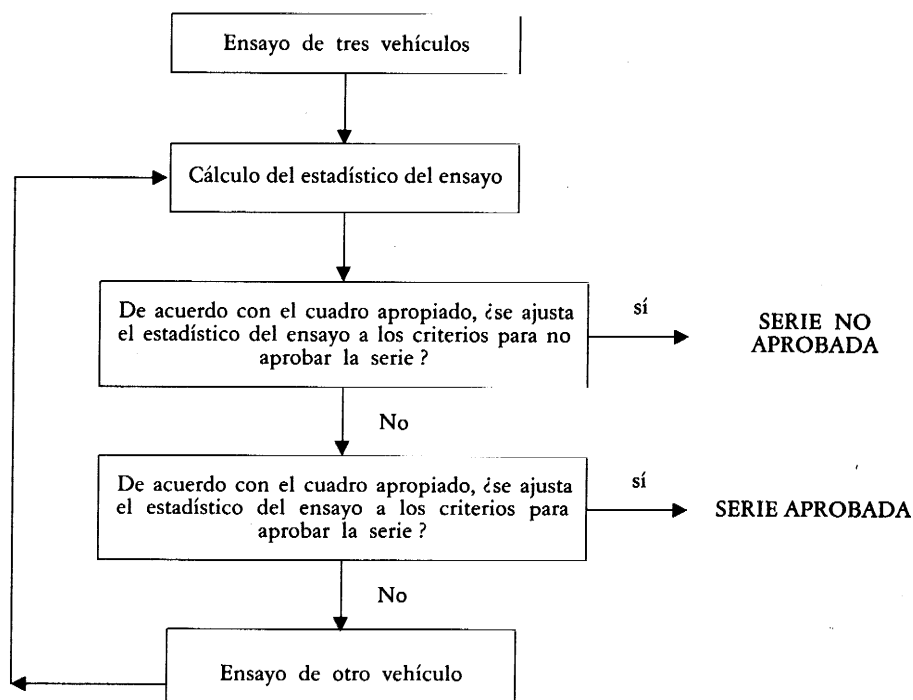 Ensayo de tres vehículos
Cálculo del estadístico del ensayo
De acuerdo con el cuadro apropiado, ¿se ajusta
el estadístico del ensayo a los criterios para no
aprobar la serie ?
sí
SERIE NO
APROBADA
No
De acuerdo con el cuadro apropiado, ¿se ajusta
el estadístico del ensayo a los criterios para
aprobar la serie ?
sí
SERIE APROBADA
No
Ensayo de otro vehículo